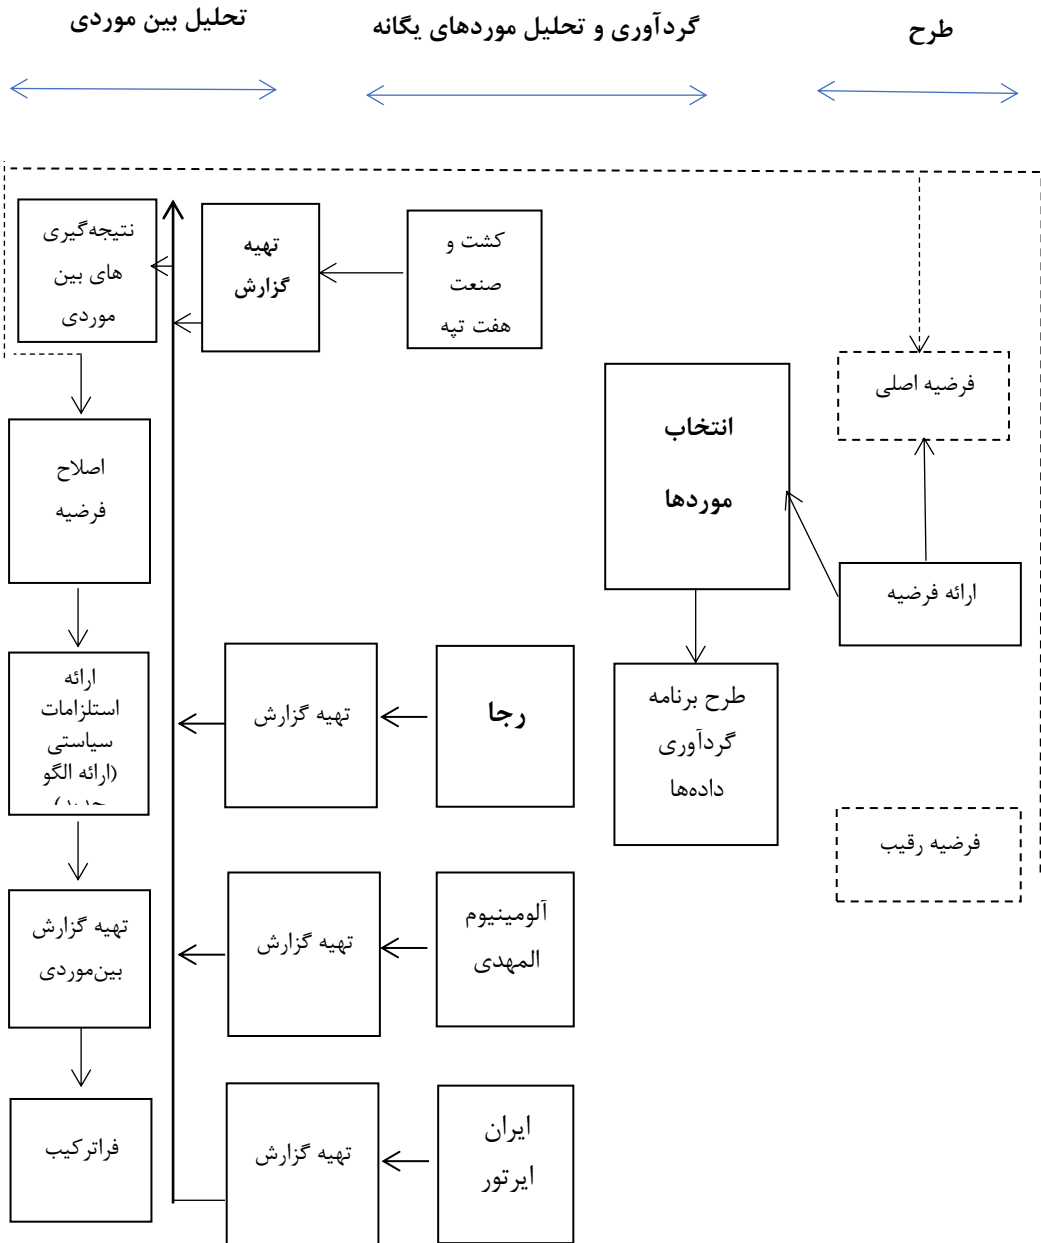 طرح
گردآوری و تحلیل موردهای یگانه
تحلیل بین موردی
فرضیه اصلی
ارائه فرضیه
فرضیه رقیب
انتخاب
موردها
طرح برنامه
گردآوری
داده‌ها
کشت و
صنعت
هفت تپه
تهیه
گزارش
رجا
تهیه گزارش
آلومینیوم
المهدی
تهیه گزارش
ایران
ایرتور
تهیه گزارش
نتیجه‌گیری
های بین
موردی
اصلاح
فرضیه
ارائه
استلزامات
سیاستی
(ارائه الگو
تهیه گزارش
بین‌موردی
فراترکیب